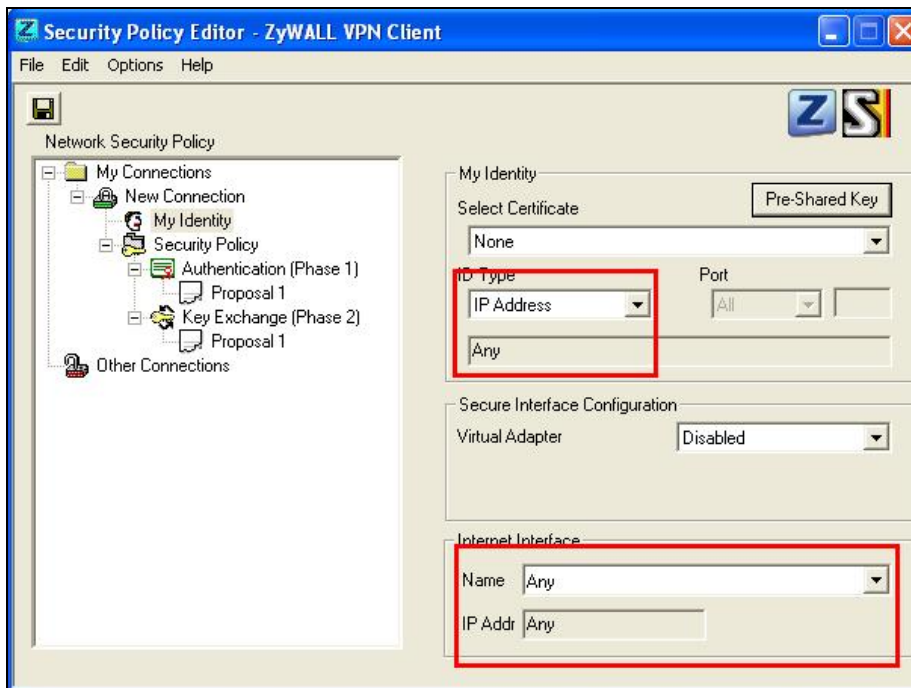 Security Policy Editor - ZyWALL VPN Client
File Edit Options Help
Z S
Network Security Policy
My Connections
New Connection
My Identity
Security Policy
Authentication (Phase 1)
Proposal 1
Key Exchange (Phase 2)
Proposal 1
Other Connections
My Identity
Select Certificate
Pre-Shared Key
None
ID Type
Port
IP Address
All
Any
Secure Interface Configuration
Virtual Adapter
Disabled
Internet Interface
Name Any
IP Addr Any